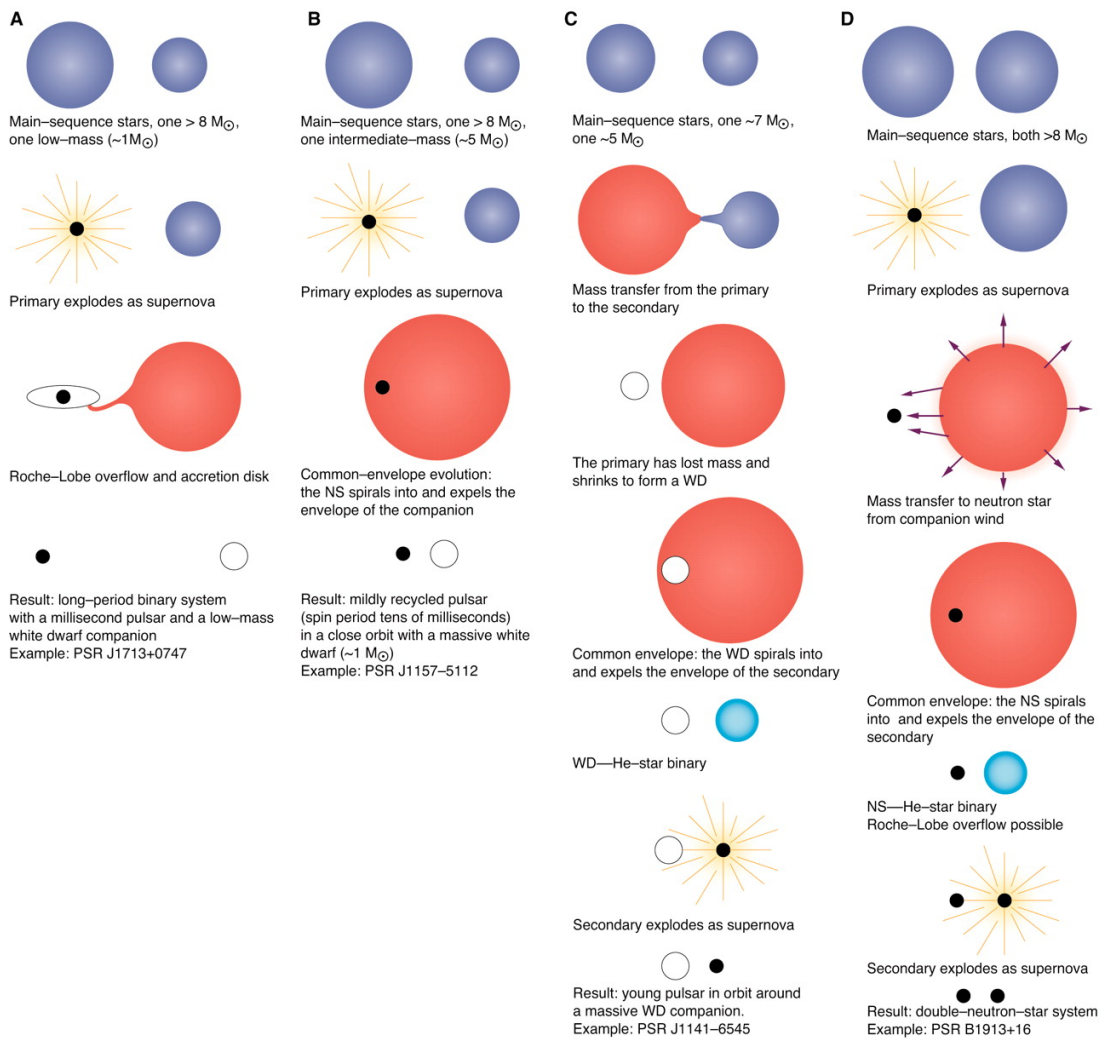 A
Main–sequence stars, one > 8 M⊙,
one low–mass (~1M⊙)
Primary explodes as supernova
Roche–Lobe overflow and accretion disk
Result: long–period binary system
with a millisecond pulsar and a low–mass
white dwarf companion
Example: PSR J1713+0747
B
Main–sequence stars, one > 8 M⊙,
one intermediate–mass (~5 M⊙)
Primary explodes as supernova
Common–envelope evolution:
the NS spirals into and expels the
envelope of the companion
Result: mildly recycled pulsar
(spin period tens of milliseconds)
in a close orbit with a massive white
dwarf (~1 M⊙)
Example: PSR J1157–5112
C
Main–sequence stars, one ~7 M⊙,
one ~5 M⊙
Mass transfer from the primary
to the secondary
The primary has lost mass and
shrinks to form a WD
Common envelope: the WD spirals into
and expels the envelope of the secondary
WD—He–star binary
Secondary explodes as supernova
Result: young pulsar in orbit around
a massive WD companion.
Example: PSR J1141–6545
D
Main–sequence stars, both >8 M⊙
Primary explodes as supernova
Mass transfer to neutron star
from companion wind
Common envelope: the NS spirals
into and expels the envelope of the
secondary
NS—He–star binary
Roche–Lobe overflow possible
Secondary explodes as supernova
Result: double–neutron–star system
Example: PSR B1913+16